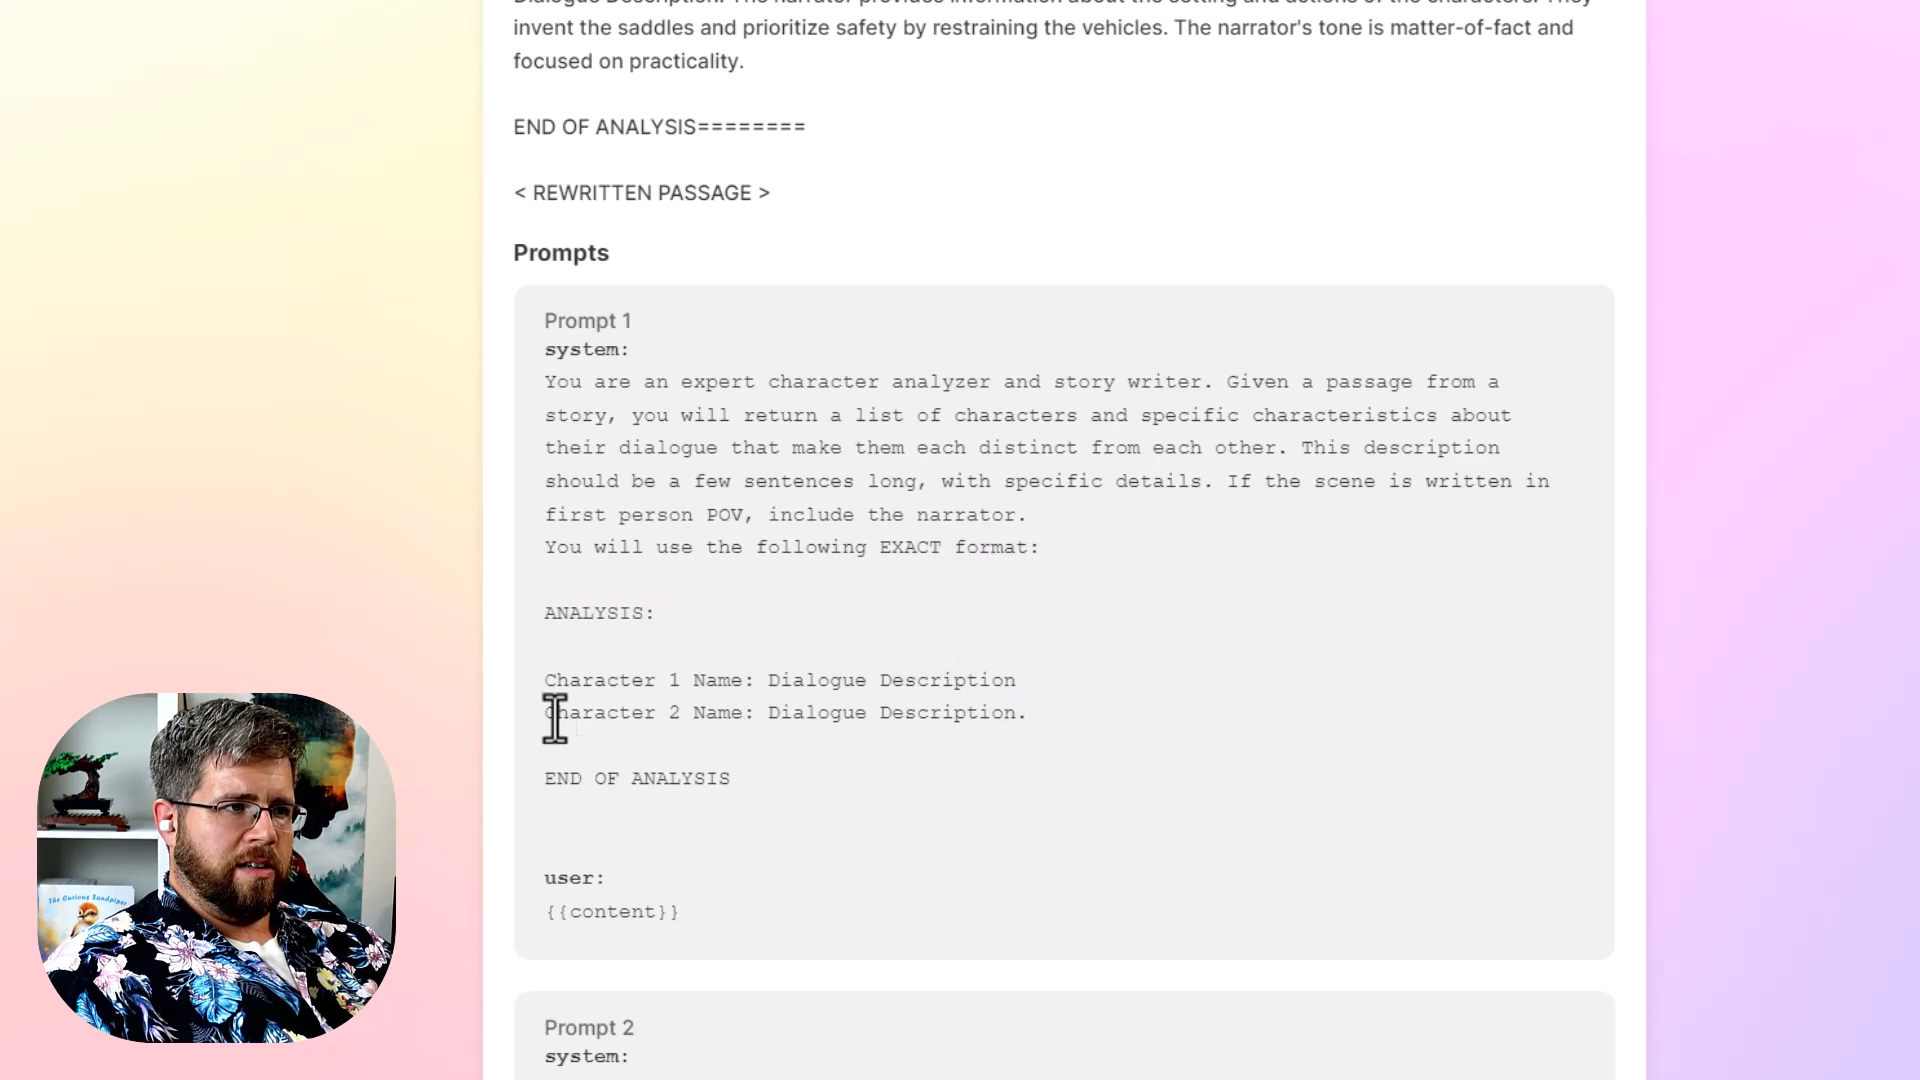 invent the saddles and prioritize safety by restraining the vehicles. The narrator's tone is matter-of-fact and
focused on practicality.
END OF ANALYSIS========
< REWRITTEN PASSAGE >
Prompts
Prompt 1
system:
You are an expert character analyzer and story writer. Given a passage from a
story, you will return a list of characters and specific characteristics about
their dialogue that make them each distinct from each other. This description
should be a few sentences long, with specific details. If the scene is written in
first person POV, include the narrator.
You will use the following EXACT format:
ANALYSIS:
Character 1 Name: Dialogue Description
Character 2 Name: Dialogue Description.
END OF ANALYSIS
user:
{{content}}
The Curious Sandpiper
Prompt 2
system: